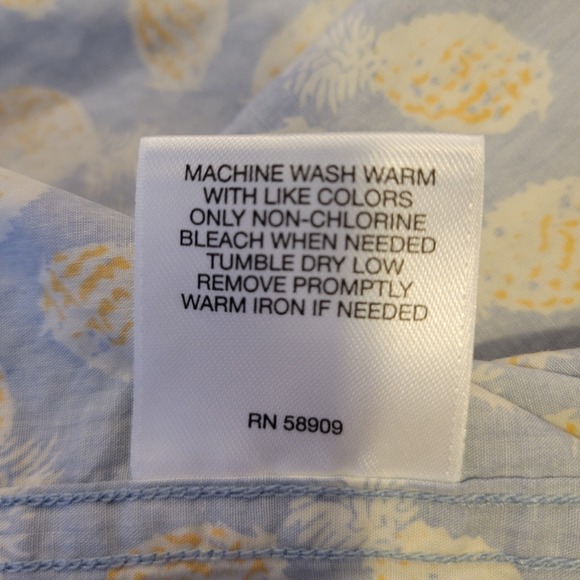 MACHINE WASH WARM
WITH LIKE COLORS
ONLY NON-CHLORINE
BLEACH WHEN NEEDED
TUMBLE DRY LOW
REMOVE PROMPTLY
WARM IRON IF NEEDED
RN 58909